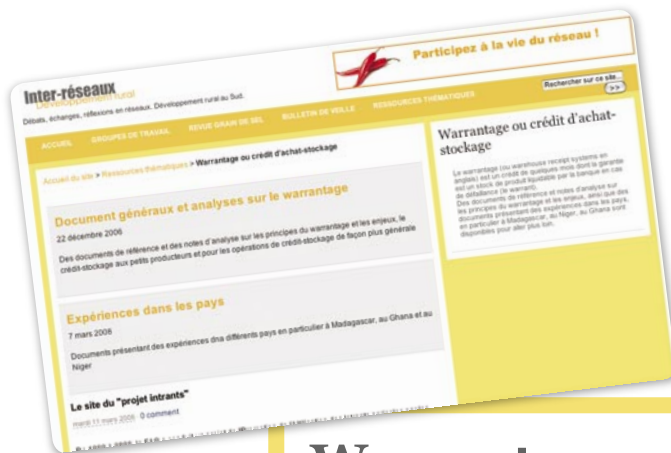 Participez à la vie du réseau !
Inter-réseaux
Développement rural
Débats, échanges, réflexions en réseaux. Développement rural au Sud.
Rechercher sur ce site...
>>
ACCUEIL GROUPES DE TRAVAIL REVUE GRAIN DE SEL BULLETIN DE VEILLE RESSOURCES THÉMATIQUES
Accueil du site > Ressources thématiques > Warrantage ou crédit d'achat-stockage
Document généraux et analyses sur le warrantage
22 décembre 2006
Des documents de référence et des notes d'analyse sur les principes du warrantage et les enjeux, le
crédit-stockage aux petits producteurs et pour les opérations de crédit-stockage de façon plus générale
Expériences dans les pays
7 mars 2006
Documents présentant des expériences dna différents pays en particulier à Madagascar, au Ghana et au
Niger
Le site du "projet intrants"
mardi 11 mars 2006 - 0 comment
Warrantage ou crédit d'achat-
stockage
Le warrantage (ou warehouse receipt systems en
anglais) est un crédit de quelques mois dont la garantie
est un stock de produit liquidable par la banque en cas
de défaillance (le warrant).
Des documents de référence et notes d'analyse sur
les principes du warrantage et les enjeux, ainsi que des
documents présentant des expériences dans les pays,
en particulier à Madagascar, au Niger, au Ghana sont
disponibles pour aller plus loin.